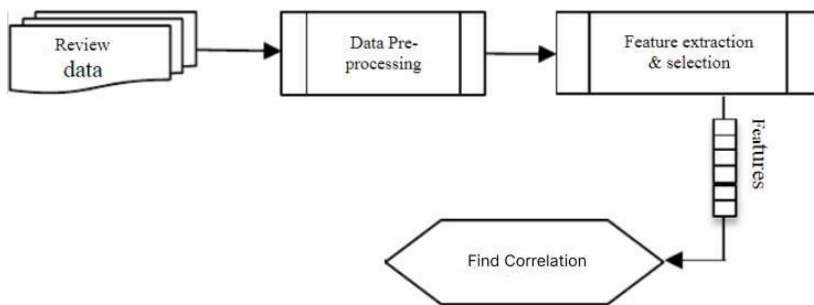 Review
data
Data Pre-
processing
Feature extraction
& selection
Features
Find Correlation